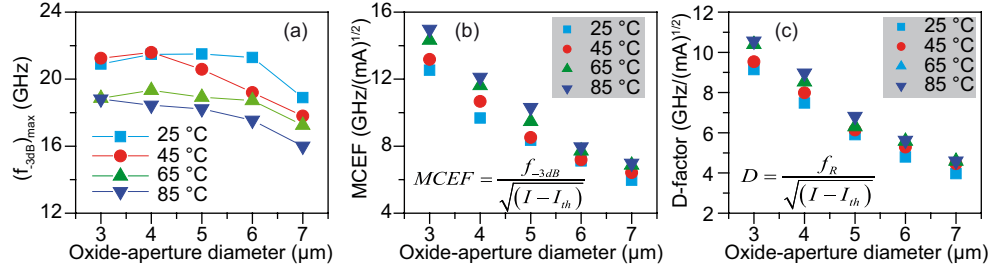 24
21
18
15
12
(f-3dB)max (GHz)
(a)
25 °C
45 °C
65 °C
85 °C
3 4 5 6 7
Oxide-aperture diameter (μm)
16
12
8
4
MCEF (GHz/(mA)^1/2)
(b)
25 °C
45 °C
65 °C
85 °C
MCEF = f−3dB / √(I − Ith)
3 4 5 6 7
Oxide-aperture diameter (μm)
12
10
8
6
4
2
D-factor (GHz/(mA)^1/2)
(c)
25 °C
45 °C
65 °C
85 °C
D = fR / √(I − Ith)
3 4 5 6 7
Oxide-aperture diameter (μm)